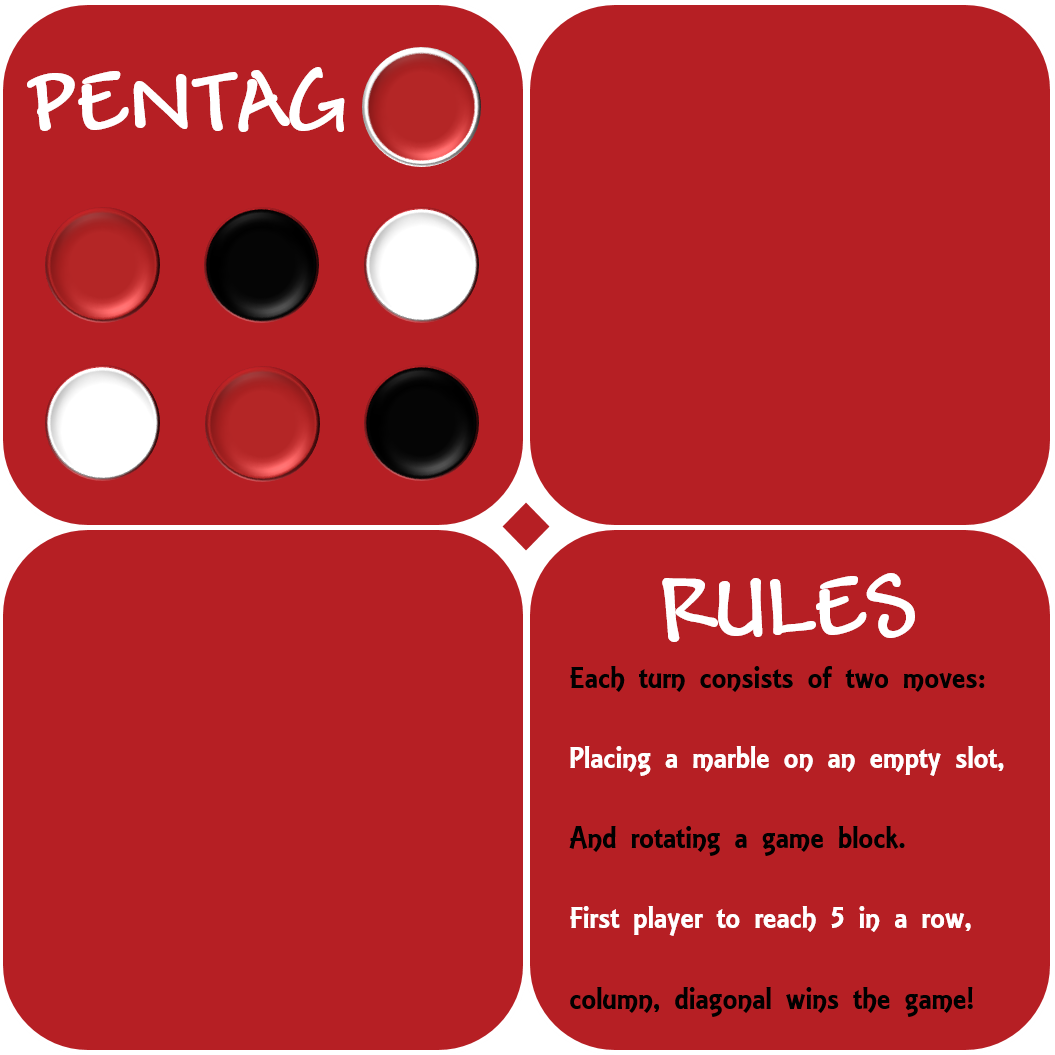 PENTAGO
RULES
Each turn consists of two moves:
Placing a marble on an empty slot,
And rotating a game block.
First player to reach 5 in a row,
column, diagonal wins the game!